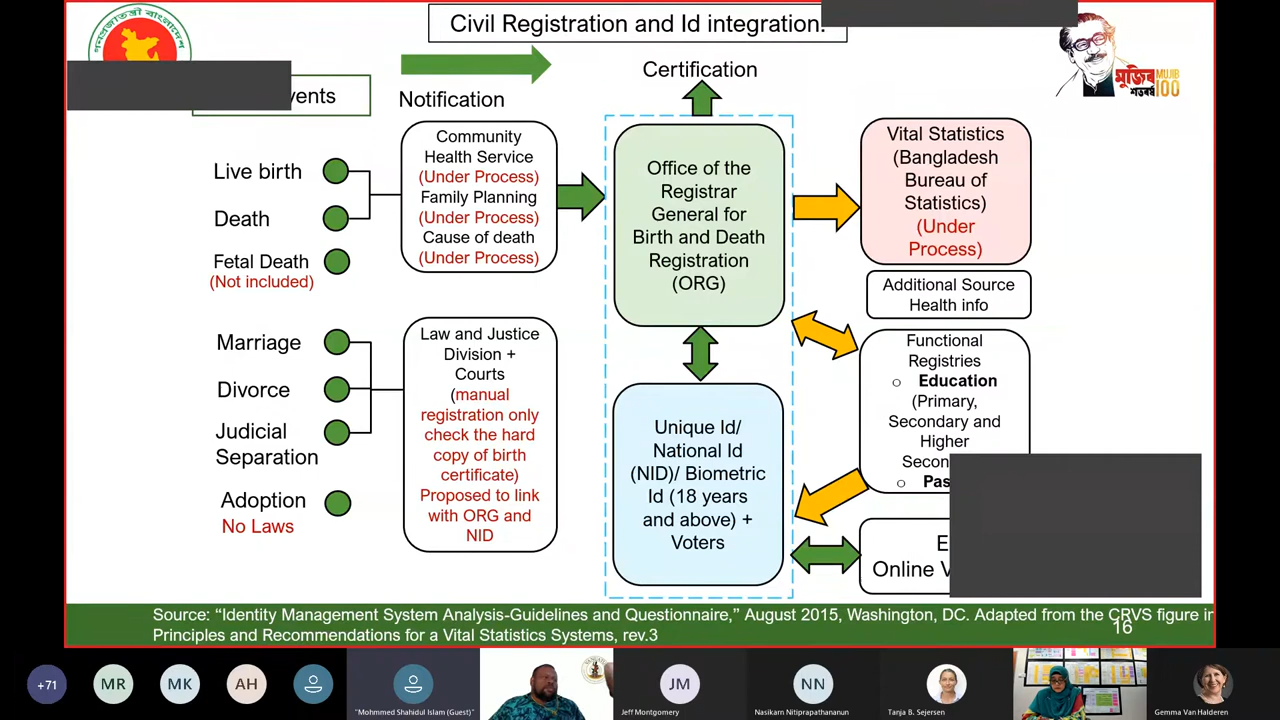 Civil Registration and Id integration.
গণপ্রজাতন্ত্রী বাংলাদেশ
মুজিব
শতবর্ষ
MUJIB
100
Certification
Notification
Live birth
Death
Fetal Death
(Not included)
Marriage
Divorce
Judicial
Separation
Adoption
No Laws
Community
Health Service
(Under Process)
Family Planning
(Under Process)
Cause of death
(Under Process)
Law and Justice
Division +
Courts
(manual
registration only
check the hard
copy of birth
certificate)
Proposed to link
with ORG and
NID
Office of the
Registrar
General for
Birth and Death
Registration
(ORG)
Unique Id/
National Id
(NID)/ Biometric
Id (18 years
and above) +
Voters
Vital Statistics
(Bangladesh
Bureau of
Statistics)
(Under
Process)
Additional Source
Health info
Functional
Registries
o Education
(Primary,
Secondary and
Higher
o
Online
Source: “Identity Management System Analysis-Guidelines and Questionnaire,” August 2015, Washington, DC. Adapted from the CRVS figure in
Principles and Recommendations for a Vital Statistics Systems, rev.3
16
+71
MR
MK
AH
"Mohmmed Shahidul Islam (Guest)"
JM
Jeff Montgomery
NN
Nasikarn Nitiprapathananun
Tanja B. Sejersen
Gemma Van Halderen